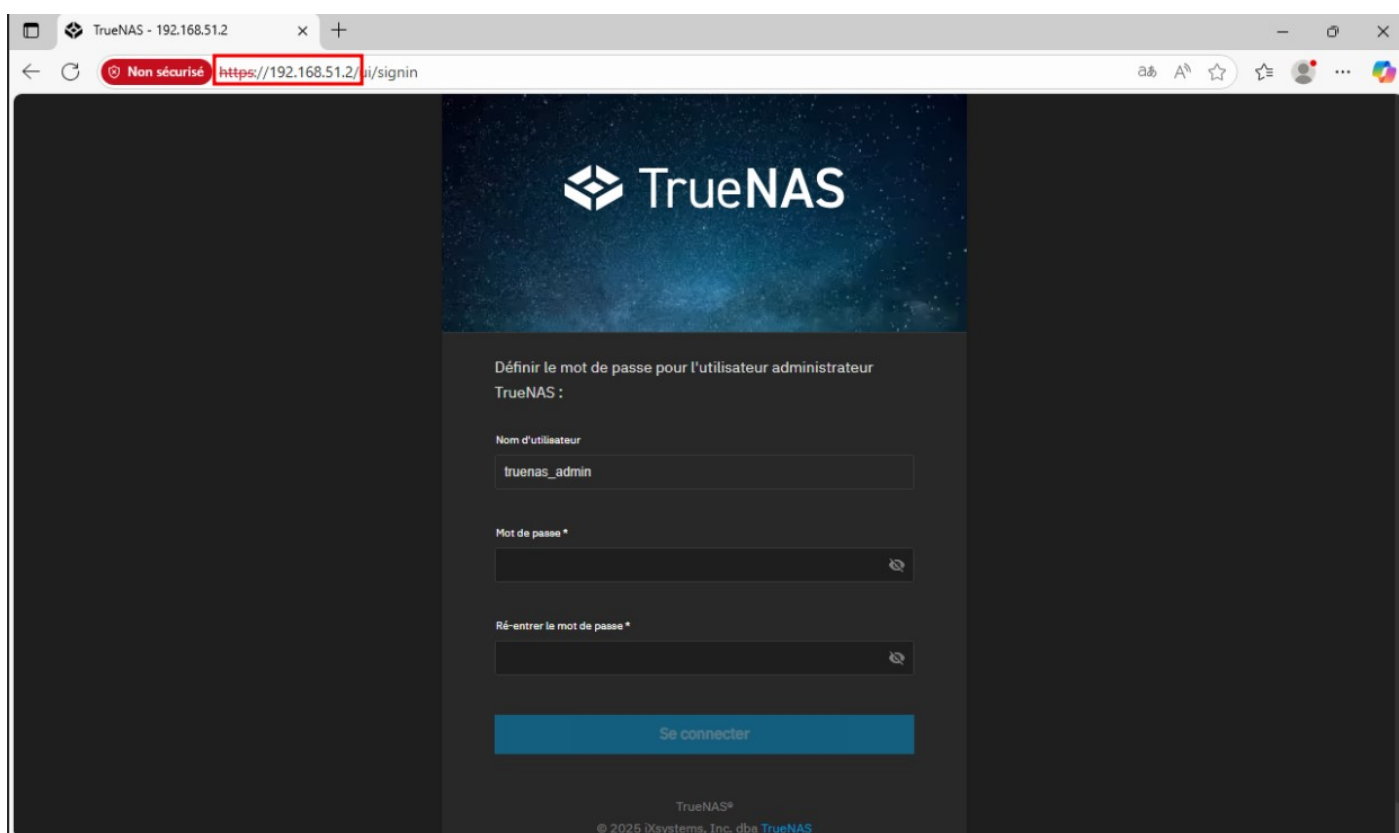 TrueNAS - 192.168.51.2
Non sécurisé https://192.168.51.2/ui/signin
TrueNAS
Définir le mot de passe pour l'utilisateur administrateur
TrueNAS :
Nom d'utilisateur
truenas_admin
Mot de passe *
Ré-entrer le mot de passe *
Se connecter
TrueNAS®
© 2025 iXsystems, Inc. dba TrueNAS